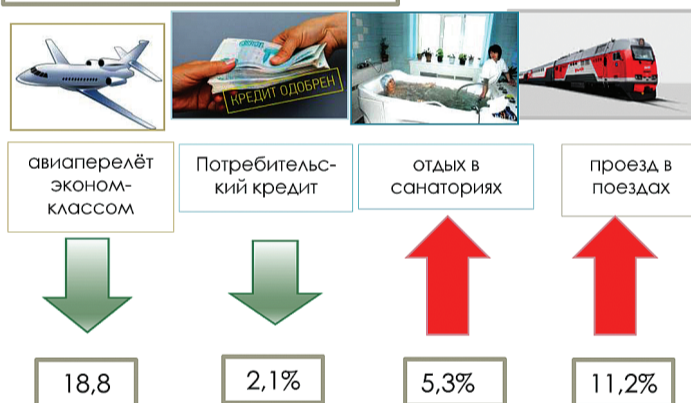 КРЕДИТ ОДОБРЕН
авиаперелёт
эконом-
классом
Потребительс-
кий кредит
отдых в
санаториях
проезд в
поездах
18,8
2,1%
5,3%
11,2%